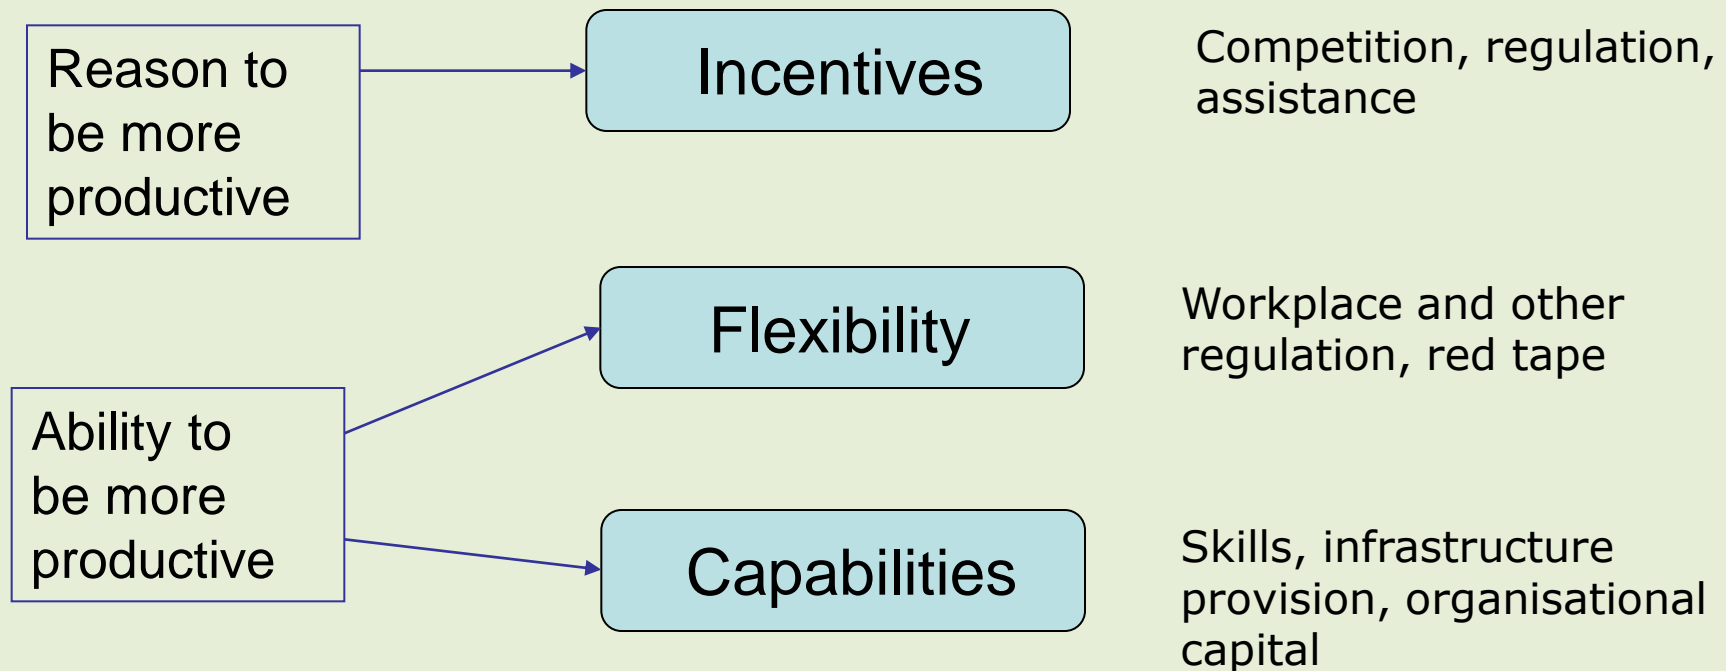 Reason to
be more
productive
Incentives
Competition, regulation,
assistance
Flexibility
Workplace and other
regulation, red tape
Ability to
be more
productive
Capabilities
Skills, infrastructure
provision, organisational
capital